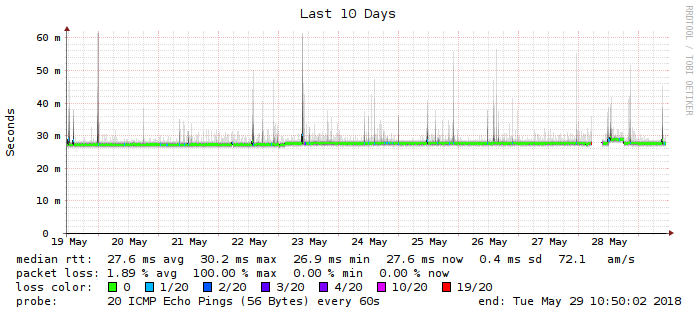 Last 10 Days
RRDTOOL / TOBI OETIKER
Seconds
60 m
50 m
40 m
30 m
20 m
10 m
0
19 May 20 May 21 May 22 May 23 May 24 May 25 May 26 May 27 May 28 May
median rtt: 27.6 ms avg 30.2 ms max 26.9 ms min 27.6 ms now 0.4 ms sd 72.1 am/s
packet loss: 1.89 % avg 100.00 % max 0.00 % min 0.00 % now
loss color: 0 1/20 2/20 3/20 4/20 10/20 19/20
probe: 20 ICMP Echo Pings (56 Bytes) every 60s end: Tue May 29 10:50:02 2018